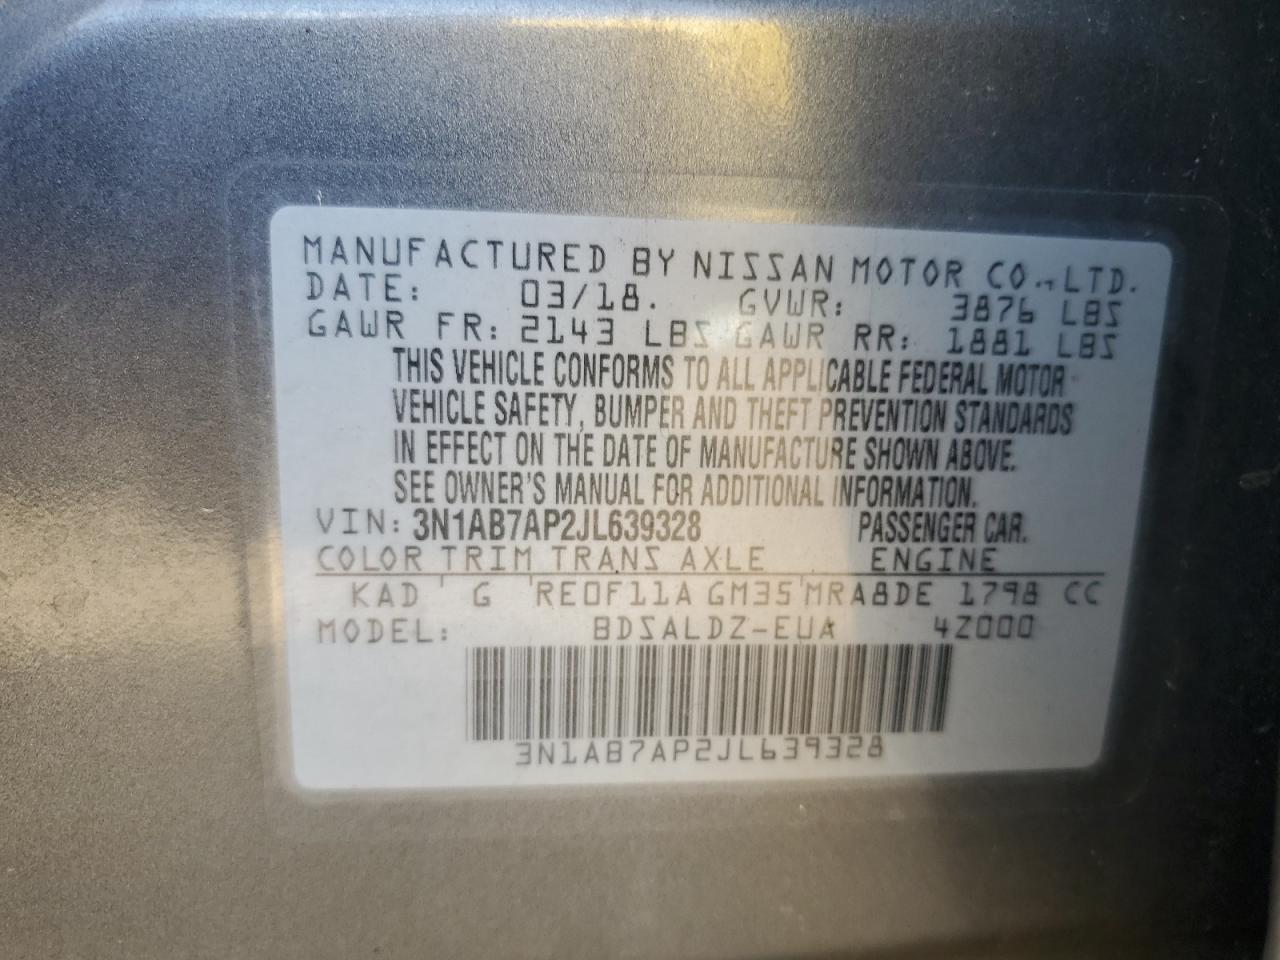 MANUFACTURED BY NISSAN MOTOR CO., LTD.
DATE: 03/18. GVWR: 3876 LBS
GAWR FR: 2143 LBS GAWR RR: 1881 LBS
THIS VEHICLE CONFORMS TO ALL APPLICABLE FEDERAL MOTOR
VEHICLE SAFETY, BUMPER AND THEFT PREVENTION STANDARDS
IN EFFECT ON THE DATE OF MANUFACTURE SHOWN ABOVE.
SEE OWNER'S MANUAL FOR ADDITIONAL INFORMATION.
VIN: 3N1AB7AP2JL639328 PASSENGER CAR.
COLOR TRIM TRANS AXLE ENGINE
KAD ' G ' RE0F11A GM35 ' MRA8DE 1798 CC
MODEL: BDSALDZ-EUA 4Z000
3N1AB7AP2JL639328